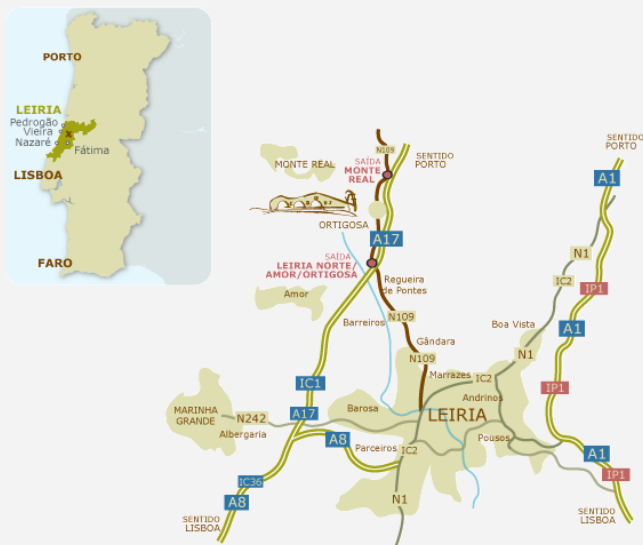 PORTO
LEIRIA
Pedrogão
Vieira
Nazaré
Fátima
LISBOA
FARO
N109
SENTIDO
PORTO
SAÍDA
MONTE
REAL
MONTE REAL
ORTIGOSA
A17
SAÍDA
LEIRIA NORTE/
AMOR/ORTIGOSA
Regueira
de Pontes
Amor
Barreiros
N109
Gândara
N109
Marrazes
IC2
Andrinos
LEIRIA
Barosa
Pousos
Parceiros
IC2
N1
IC1
A17
A8
MARINHA
GRANDE
N242
Albergaria
IC36
A8
SENTIDO
LISBOA
SENTIDO
PORTO
A1
N1
IC2
IP1
A1
Boa Vista
N1
IP1
A1
IP1
SENTIDO
LISBOA